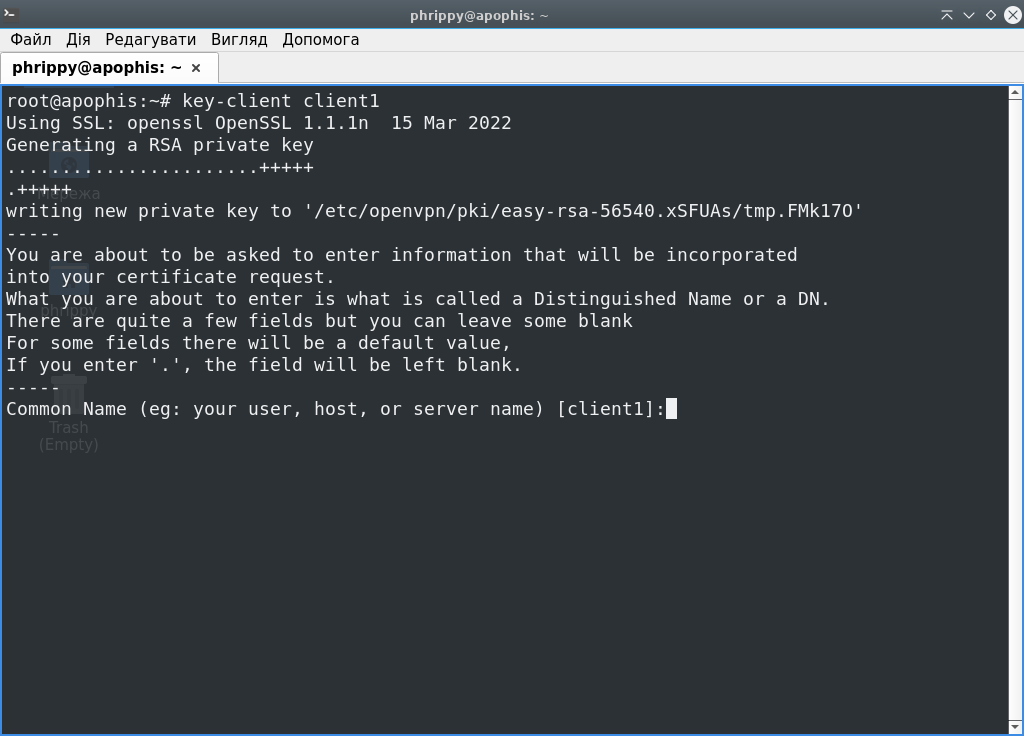 phrippy@apophis: ~
Файл Дія Редагувати Вигляд Допомога
phrippy@apophis: ~
root@apophis:~# key-client client1
Using SSL: openssl OpenSSL 1.1.1n  15 Mar 2022
Generating a RSA private key
.......................+++++
.+++++
Мережа
writing new private key to '/etc/openvpn/pki/easy-rsa-56540.xSFUAs/tmp.FMk17O'
-----
You are about to be asked to enter information that will be incorporated
into your certificate request.
What you are about to enter is what is called a Distinguished Name or a DN.
phrippy
There are quite a few fields but you can leave some blank
For some fields there will be a default value,
If you enter '.', the field will be left blank.
-----
Common Name (eg: your user, host, or server name) [client1]:
Trash
(Empty)